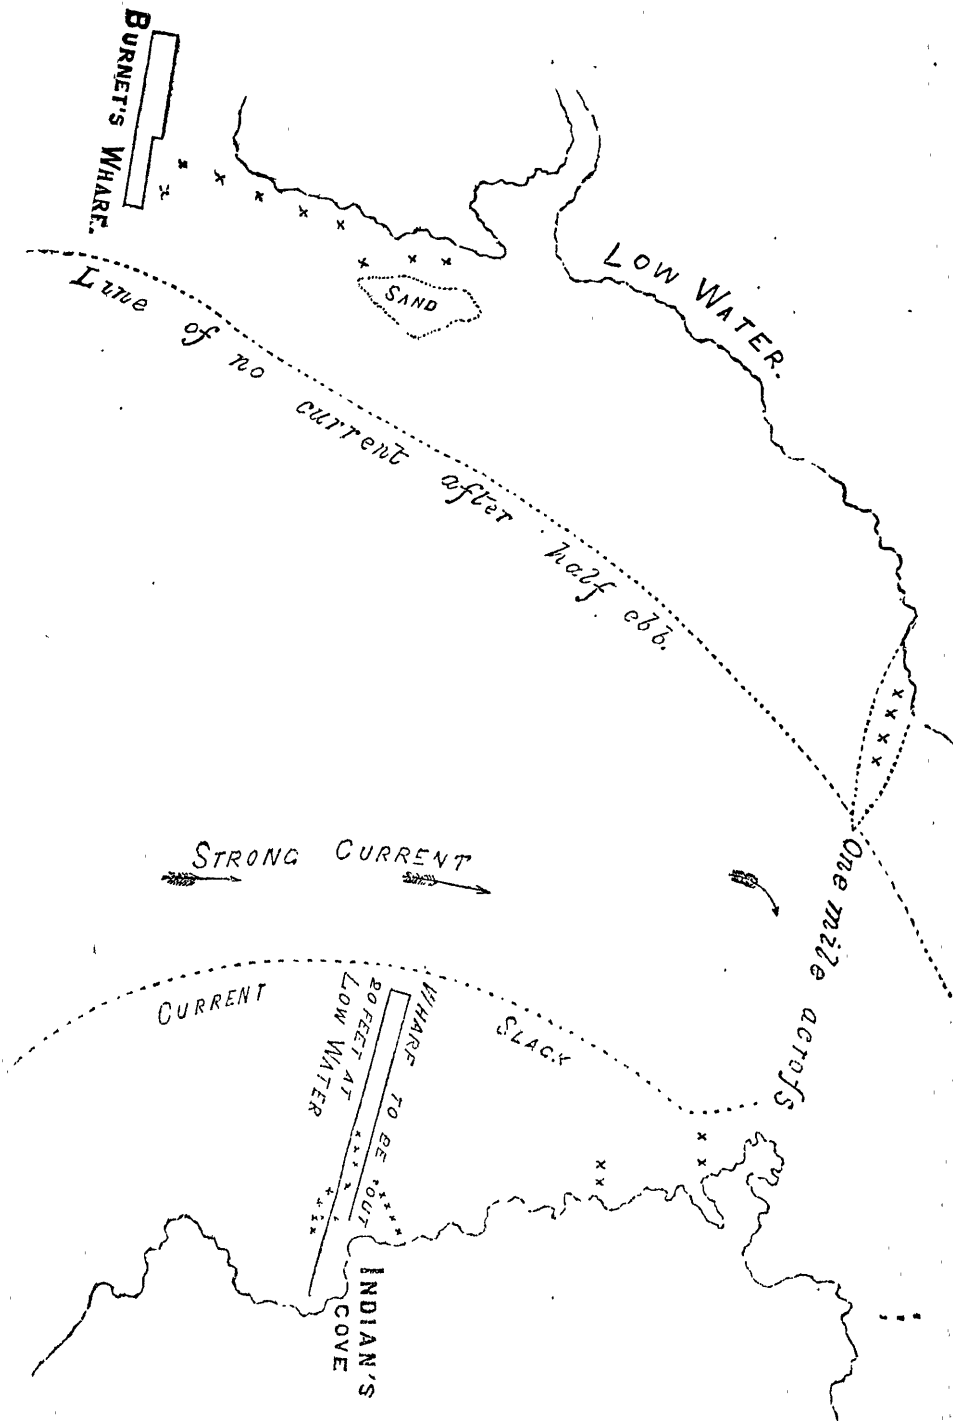 BURNET'S WHARF.
LOW WATER.
SAND
Line of no current after half ebb.
STRONG CURRENT
One mile across
CURRENT SLACK
WHARF TO BE OUT
20 FEET AT
LOW WATER
INDIAN'S
COVE